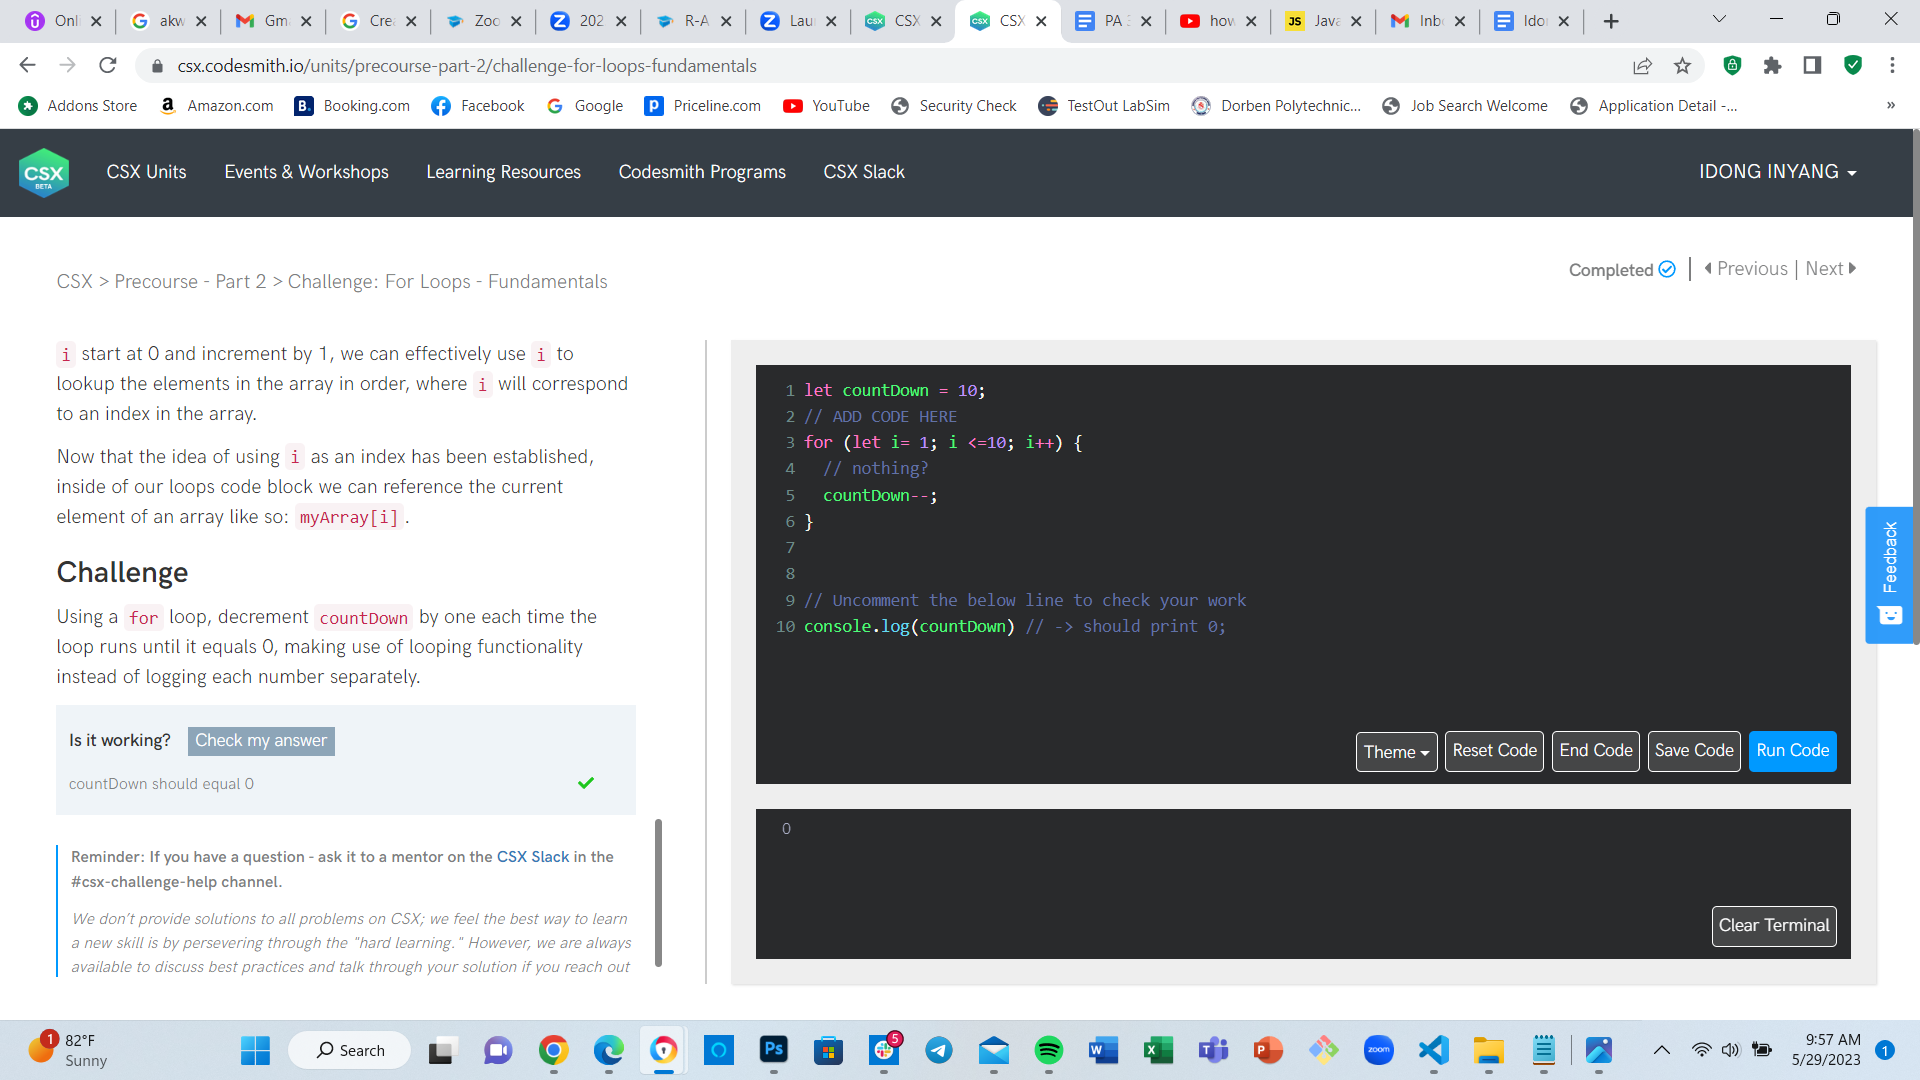 Onli
akw
Gma
Crea
Zoo
202
R-A
Lau
CSX
CSX
PA 3
how
JS Java
Inb
Idon
csx.codesmith.io/units/precourse-part-2/challenge-for-loops-fundamentals
Addons Store
Amazon.com
Booking.com
Facebook
Google
Priceline.com
YouTube
Security Check
TestOut LabSim
Dorben Polytechnic...
Job Search Welcome
Application Detail -...
»
CSX BETA
CSX Units
Events & Workshops
Learning Resources
Codesmith Programs
CSX Slack
IDONG INYANG
CSX > Precourse - Part 2 > Challenge: For Loops - Fundamentals
Completed
Previous | Next
i start at 0 and increment by 1, we can effectively use i to
lookup the elements in the array in order, where i will correspond
to an index in the array.
Now that the idea of using i as an index has been established,
inside of our loops code block we can reference the current
element of an array like so: myArray[i] .
Challenge
Using a for loop, decrement countDown by one each time the
loop runs until it equals 0, making use of looping functionality
instead of logging each number separately.
Is it working? Check my answer
countDown should equal 0
Reminder: If you have a question - ask it to a mentor on the CSX Slack in the
#csx-challenge-help channel.
We don't provide solutions to all problems on CSX; we feel the best way to learn
a new skill is by persevering through the "hard learning." However, we are always
available to discuss best practices and talk through your solution if you reach out
1 let countDown = 10;
2 // ADD CODE HERE
3 for (let i= 1; i <=10; i++) {
4 // nothing?
5 countDown--;
6 }
7
8
9 // Uncomment the below line to check your work
10 console.log(countDown) // -> should print 0;
Theme
Reset Code
End Code
Save Code
Run Code
0
Clear Terminal
Feedback
1
82°F
Sunny
Search
Ps
5
zoom
9:57 AM
5/29/2023
1